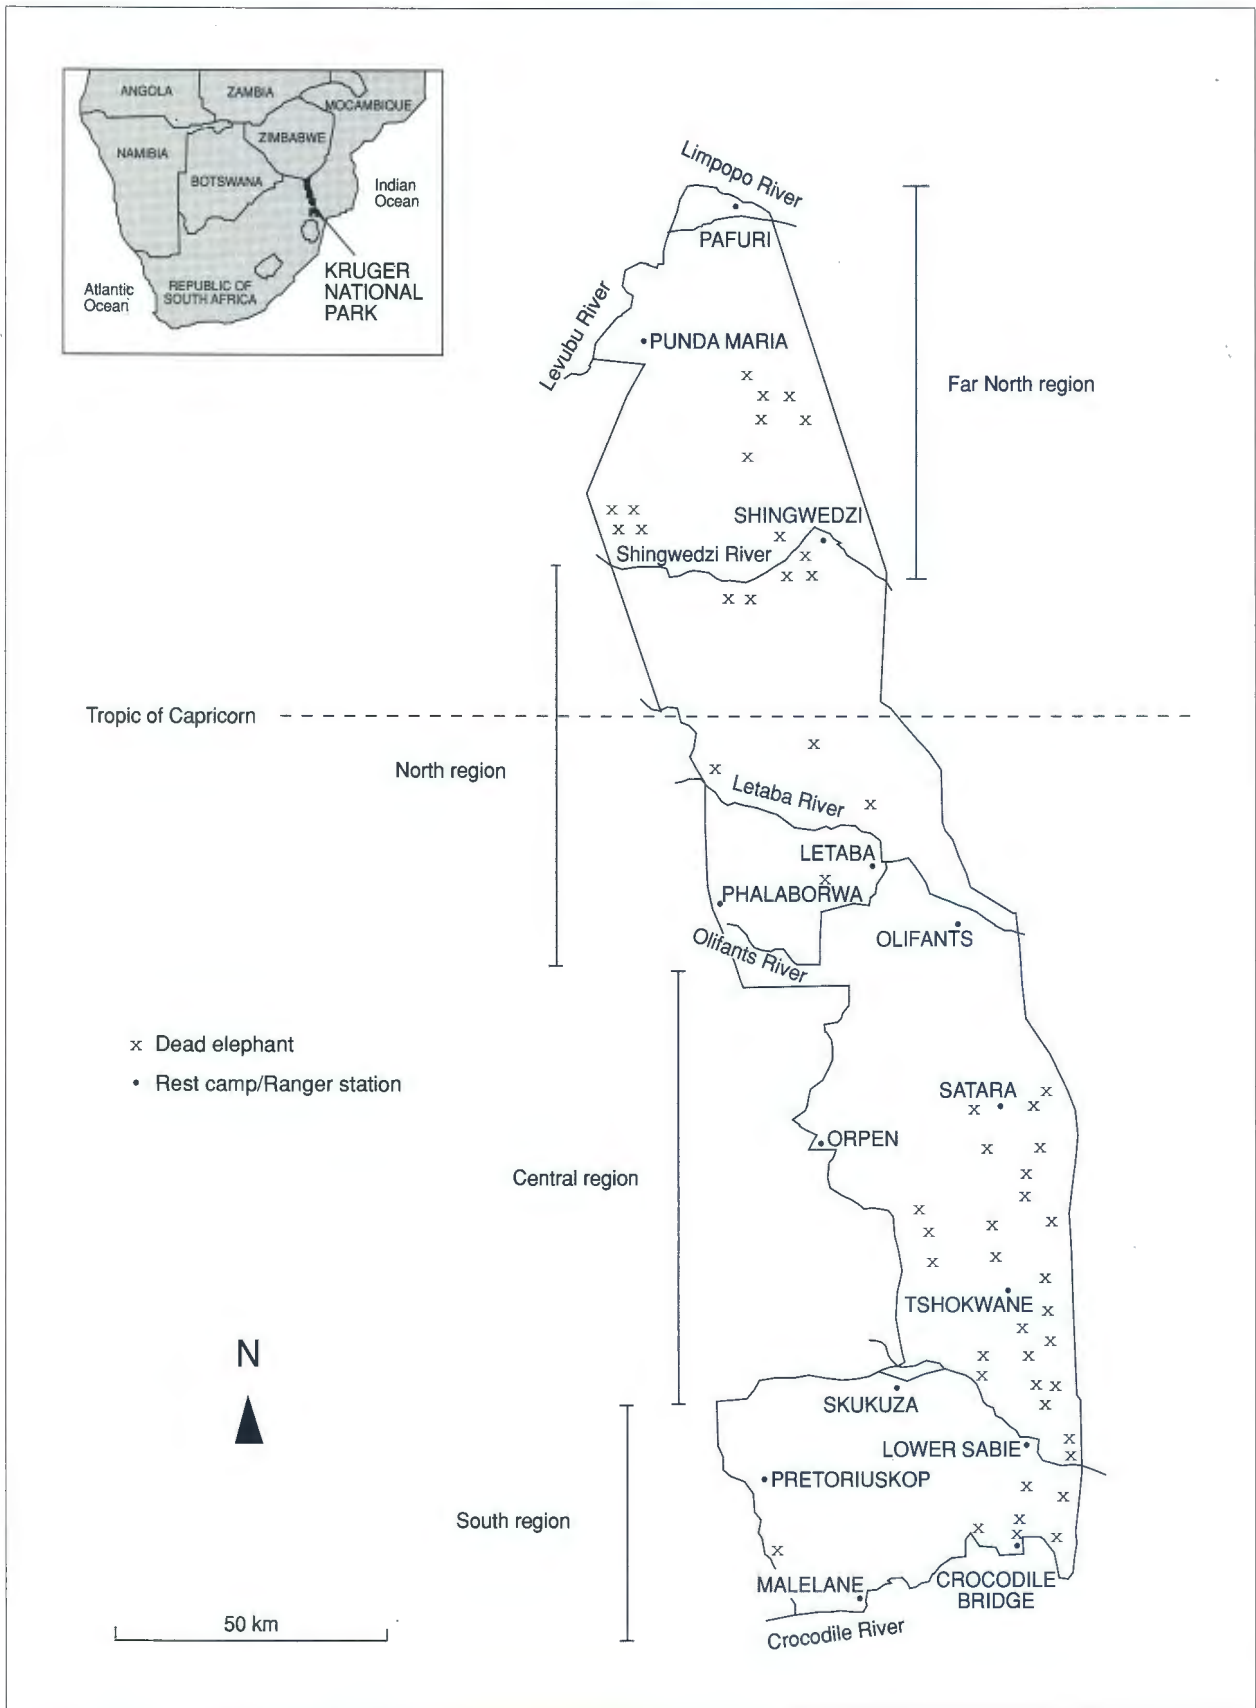 ANGOLA
ZAMBIA
MOCAMBIQUE
ZIMBABWE
NAMIBIA
BOTSWANA
Indian
Ocean
KRUGER
NATIONAL
PARK
Atlantic
Ocean
REPUBLIC OF
SOUTH AFRICA
Limpopo River
PAFURI
Levubu River
PUNDA MARIA
Far North region
SHINGWEDZI
Shingwedzi River
Tropic of Capricorn
North region
Letaba River
LETABA
PHALABORWA
OLIFANTS
Olifants River
x Dead elephant
• Rest camp/Ranger station
SATARA
ORPEN
Central region
TSHOKWANE
N
SKUKUZA
LOWER SABIE
PRETORIUSKOP
South region
MALELANE
CROCODILE
BRIDGE
Crocodile River
50 km